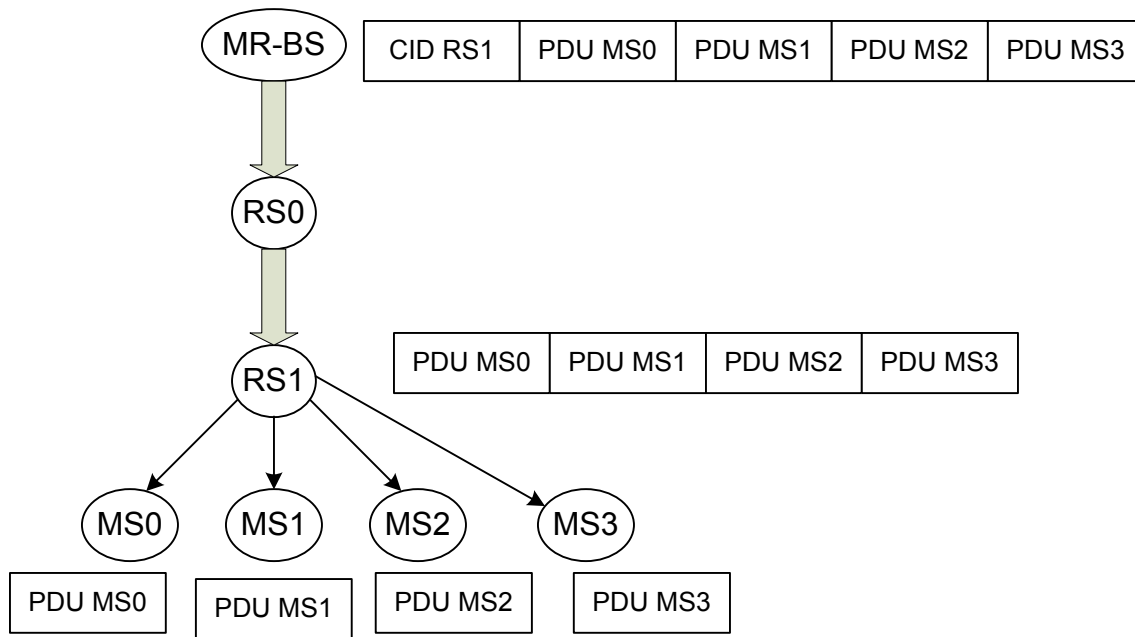 MR-BS
CID RS1 PDU MS0 PDU MS1 PDU MS2 PDU MS3
RS0
RS1
PDU MS0 PDU MS1 PDU MS2 PDU MS3
MS0 MS1 MS2 MS3
PDU MS0 PDU MS1 PDU MS2 PDU MS3